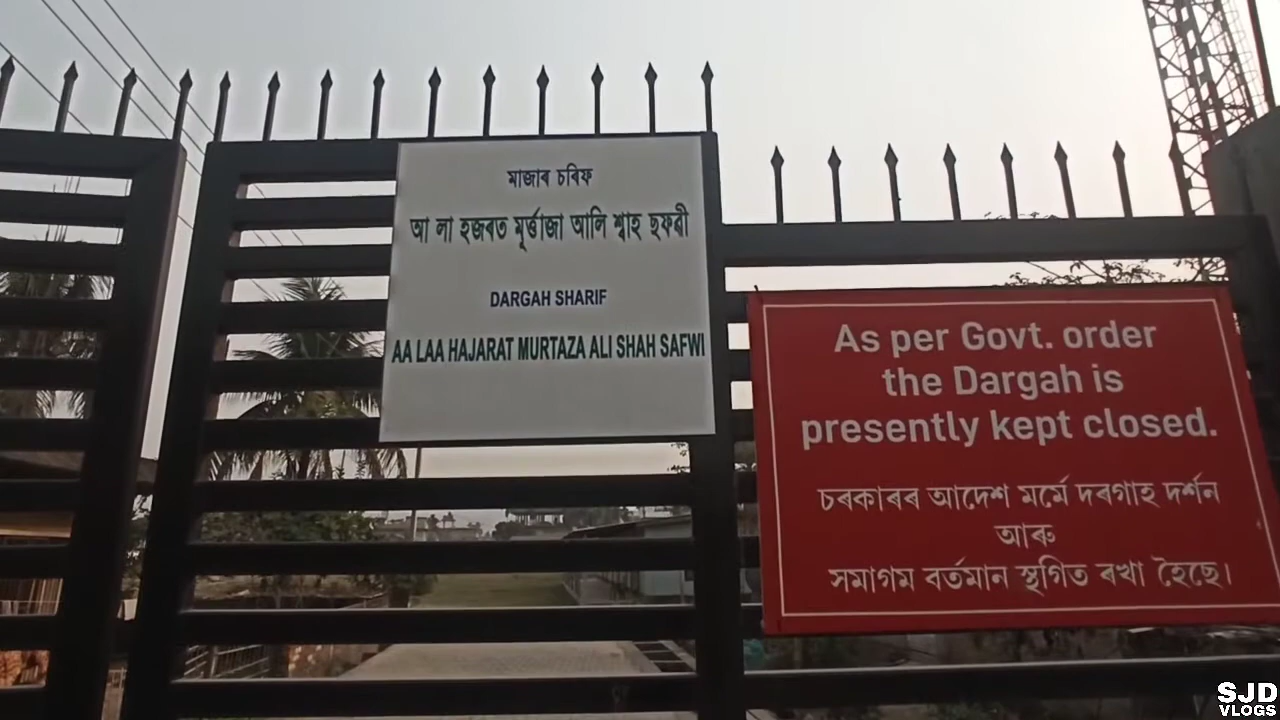 মাজাৰ চৰিফ
আ লা হজৰত মূৰ্ত্তাজা আলি শ্বাহ ছফৱী
DARGAH SHARIF
AA LAA HAJARAT MURTAZA ALI SHAH SAFWI
As per Govt. order
the Dargah is
presently kept closed.
চৰকাৰৰ আদেশ মৰ্মে দৰগাহ দৰ্শন
আৰু
সমাগম বৰ্তমান স্থগিত ৰখা হৈছে।
SJD
VLOGS